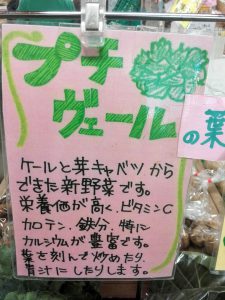 プチ
ヴェール
ケールと芽キャベツから
できた新野菜です。
栄養価が高く、ビタミンC
カロテン、鉄分、特に
カルシウムが豊富です。
葉を刻んで炒めたり、
青汁にしたりします。
の葉